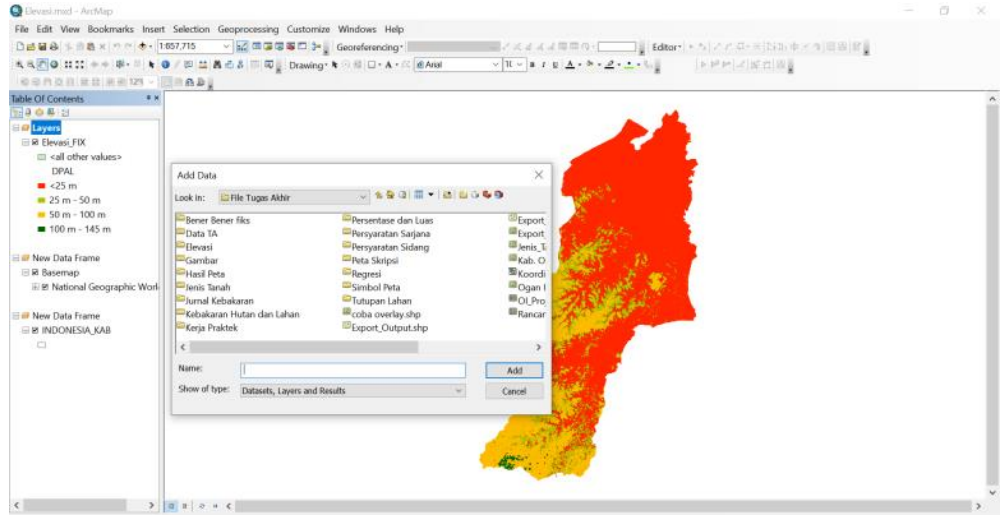 Elevasi.mxd - ArcMap
File Edit View Bookmarks Insert Selection Geoprocessing Customize Windows Help
1:657,715
Georeferencing
Editor
Drawing
Arial
10
Table Of Contents
Layers
Elevasi_FIX
<all other values>
DPAL
<25 m
25 m - 50 m
50 m - 100 m
100 m - 145 m
New Data Frame
Basemap
National Geographic Worl
New Data Frame
INDONESIA_KAB
Add Data
Look in: File Tugas Akhir
Bener Bener fiks
Data TA
Elevasi
Gambar
Hasil Peta
Jenis Tanah
Jurnal Kebakaran
Kebakaran Hutan dan Lahan
Kerja Praktek
Persentase dan Luas
Persyaratan Sarjana
Persyaratan Sidang
Peta Skripsi
Regresi
Simbol Peta
Tutupan Lahan
coba overlay.shp
Export_Output.shp
Export_
Export_
Jenis_T
Kab. O
Koordi
Ogan I
OI_Pro
Rancar
Name:
Add
Show of type: Datasets, Layers and Results
Cancel